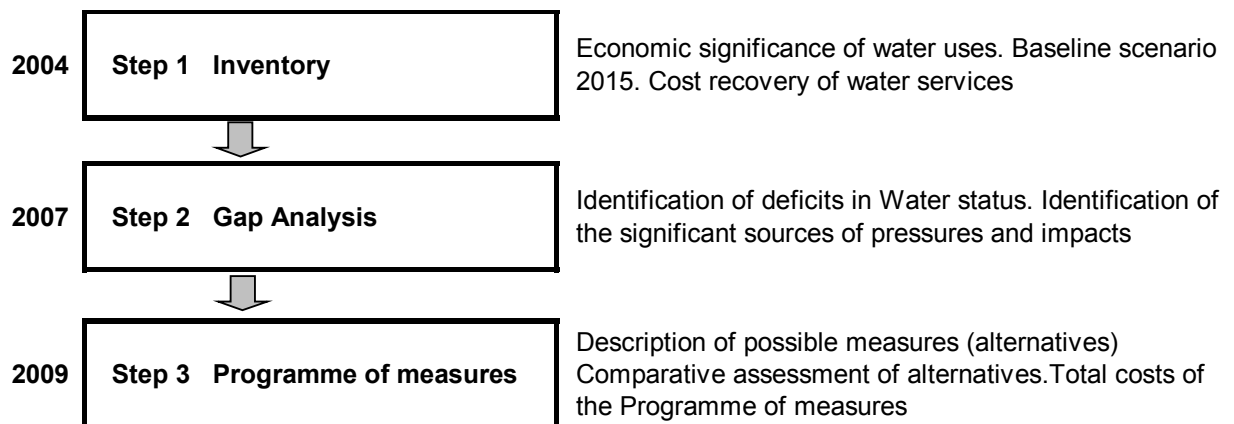 2004 Step 1 Inventory
Economic significance of water uses. Baseline scenario
2015. Cost recovery of water services
2007 Step 2 Gap Analysis
Identification of deficits in Water status. Identification of
the significant sources of pressures and impacts
2009 Step 3 Programme of measures
Description of possible measures (alternatives)
Comparative assessment of alternatives.Total costs of
the Programme of measures